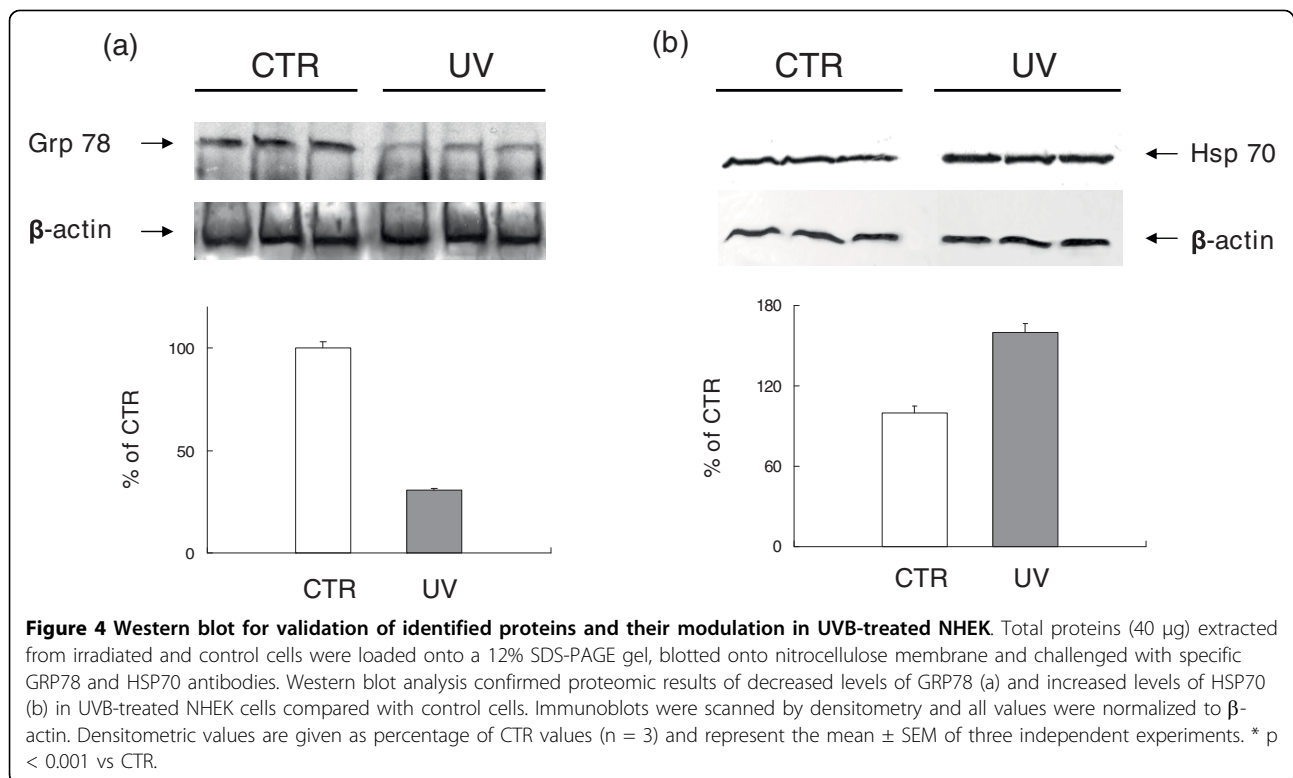 (a)
CTR UV
Grp 78
β-actin
100
50
0
% of CTR
CTR UV
(b)
CTR UV
Hsp 70
β-actin
180
120
60
0
% of CTR
CTR UV
Figure 4 Western blot for validation of identified proteins and their modulation in UVB-treated NHEK. Total proteins (40 μg) extracted
from irradiated and control cells were loaded onto a 12% SDS-PAGE gel, blotted onto nitrocellulose membrane and challenged with specific
GRP78 and HSP70 antibodies. Western blot analysis confirmed proteomic results of decreased levels of GRP78 (a) and increased levels of HSP70
(b) in UVB-treated NHEK cells compared with control cells. Immunoblots were scanned by densitometry and all values were normalized to β-
actin. Densitometric values are given as percentage of CTR values (n = 3) and represent the mean ± SEM of three independent experiments. * p
< 0.001 vs CTR.